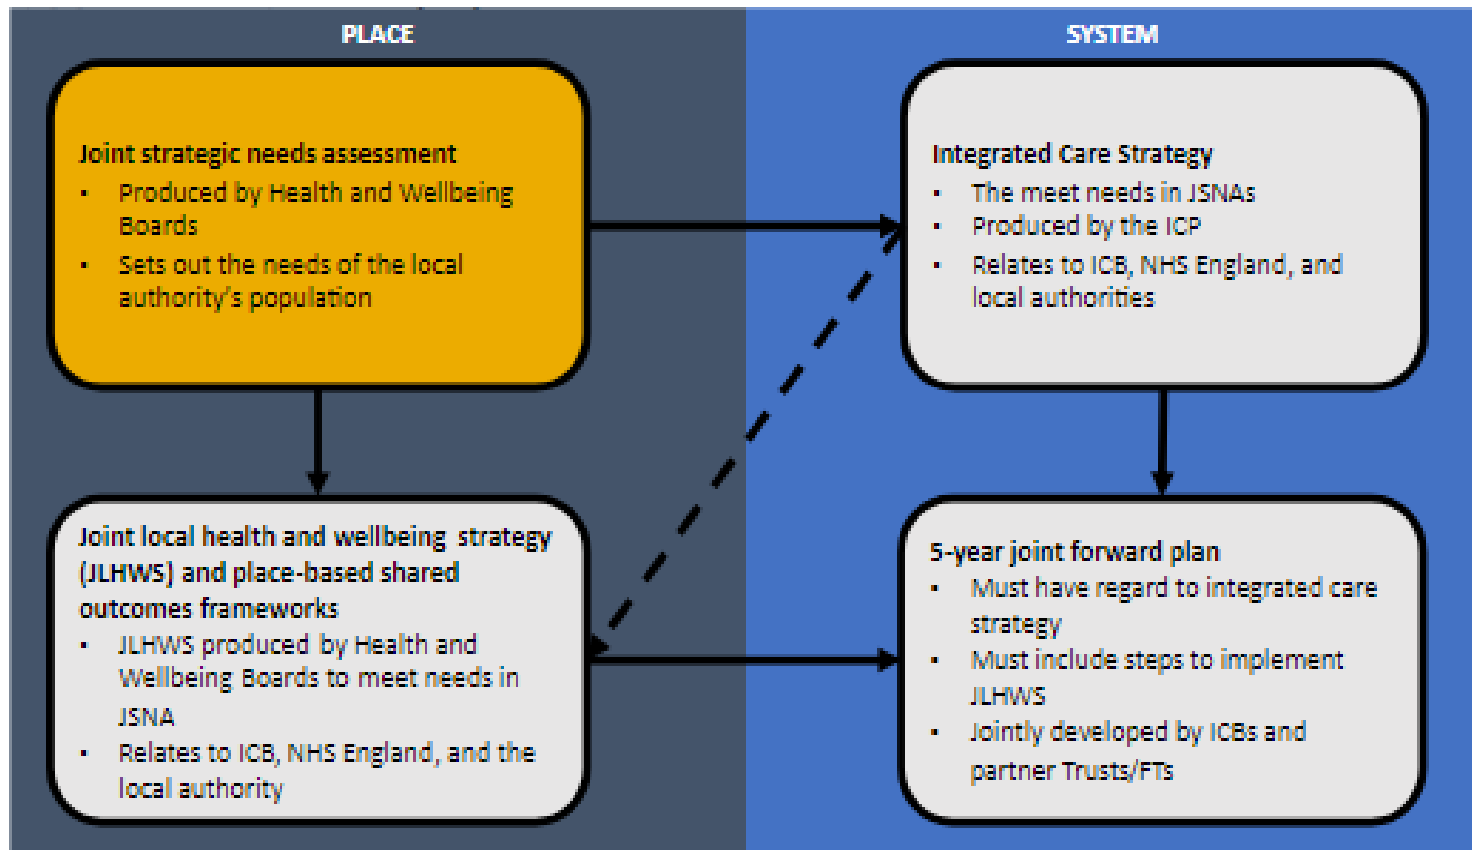 PLACE
SYSTEM
Joint strategic needs assessment
▪ Produced by Health and Wellbeing
Boards
▪ Sets out the needs of the local
authority's population
Integrated Care Strategy
▪ The meet needs in JSNAs
▪ Produced by the ICP
▪ Relates to ICB, NHS England, and
local authorities
Joint local health and wellbeing strategy
(JLHWS) and place-based shared
outcomes frameworks
▪ JLHWS produced by Health and
Wellbeing Boards to meet needs in
JSNA
▪ Relates to ICB, NHS England, and the
local authority
5-year joint forward plan
▪ Must have regard to integrated care
strategy
▪ Must include steps to implement
JLHWS
▪ Jointly developed by ICBs and
partner Trusts/FTs